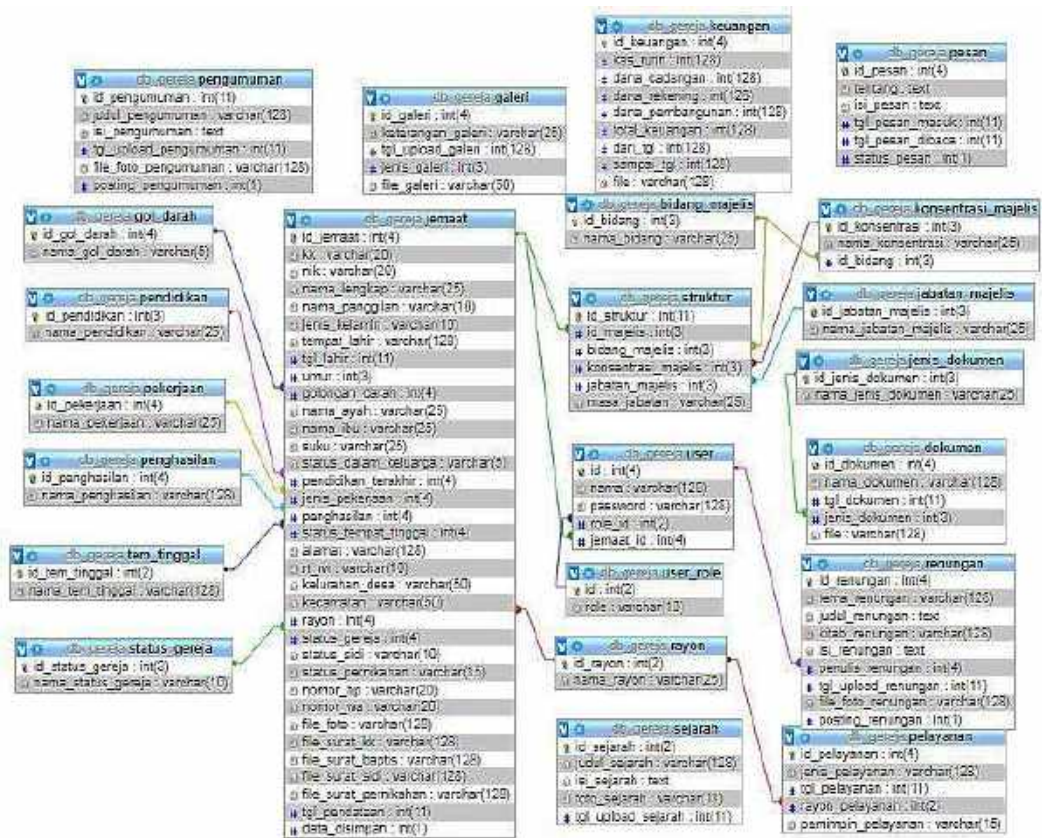 db_gereja pengumuman
id_pengumuman : int(11)
judul_pengumuman : varchar(128)
isi_pengumuman : text
tgl_upload_pengumuman : int(11)
file_foto_pengumuman : varchar(128)
posting_pengumuman : int(1)
db_gereja galeri
id_galeri : int(4)
keterangan_galeri : varchar(25)
tgl_upload_galeri : int(128)
jenis_galeri : int(3)
file_galeri : varchar(50)
db_gereja keuangan
id_keuangan : int(4)
kas_rutin : int(128)
dana_cadangan : int(128)
dana_rekening : int(128)
dana_pembangunan : int(128)
total_keuangan : int(128)
dari_tgl : int(128)
sampai_tgl : int(128)
file : varchar(128)
db_gereja pesan
id_pesan : int(4)
tentang : text
isi_pesan : text
tgl_pesan_masuk : int(11)
tgl_pesan_dibaca : int(11)
status_pesan : int(1)
db_gereja gol_darah
id_gol_darah : int(4)
nama_gol_darah : varchar(5)
db_gereja pendidikan
id_pendidikan : int(3)
nama_pendidikan : varchar(25)
db_gereja pekerjaan
id_pekerjaan : int(4)
nama_pekerjaan : varchar(25)
db_gereja penghasilan
id_penghasilan : int(4)
nama_penghasilan : varchar(128)
db_gereja tem_tinggal
id_tem_tinggal : int(2)
nama_tem_tinggal : varchar(128)
db_gereja status_gereja
id_status_gereja : int(3)
nama_status_gereja : varchar(10)
db_gereja jemaat
id_jemaat : int(4)
kk : varchar(20)
nik : varchar(20)
nama_lengkap : varchar(25)
nama_panggilan : varchar(10)
jenis_kelamin : varchar(10)
tempat_lahir : varchar(128)
tgl_lahir : int(11)
umur : int(3)
golongan_darah : int(4)
nama_ayah : varchar(25)
nama_ibu : varchar(25)
suku : varchar(25)
status_dalam_keluarga : varchar(5)
pendidikan_terakhir : int(4)
jenis_pekerjaan : int(4)
penghasilan : int(4)
status_tempat_tinggal : int(4)
alamat : varchar(128)
rt_rw : varchar(10)
kelurahan_desa : varchar(50)
kecamatan : varchar(50)
rayon : int(4)
status_gereja : int(4)
status_sidi : varchar(10)
status_pernikahan : varchar(15)
nomor_hp : varchar(20)
nomor_wa : varchar(20)
file_foto : varchar(128)
file_surat_kk : varchar(128)
file_surat_baptis : varchar(128)
file_surat_sidi : varchar(128)
file_surat_pernikahan : varchar(128)
tgl_pendataan : int(11)
data_disimpan : int(1)
db_gereja bidang_majelis
id_bidang : int(3)
nama_bidang : varchar(25)
db_gereja konsentrasi_majelis
id_konsentrasi : int(3)
nama_konsentrasi : varchar(25)
id_bidang : int(3)
db_gereja struktur
id_struktur : int(11)
id_majelis : int(3)
bidang_majelis : int(3)
konsentrasi_majelis : int(3)
jabatan_majelis : int(3)
masa_jabatan : varchar(25)
db_gereja jabatan_majelis
id_jabatan_majelis : int(3)
nama_jabatan_majelis : varchar(25)
db_gereja jenis_dokumen
id_jenis_dokumen : int(3)
nama_jenis_dokumen : varchar(25)
db_gereja user
id : int(4)
nama : varchar(128)
password : varchar(128)
role_id : int(2)
jemaat_id : int(4)
db_gereja dokumen
id_dokumen : int(4)
nama_dokumen : varchar(128)
tgl_dokumen : int(11)
jenis_dokumen : int(3)
file : varchar(128)
db_gereja user_role
id : int(2)
role : varchar(13)
db_gereja renungan
id_renungan : int(4)
tema_renungan : varchar(128)
judul_renungan : text
kitab_renungan : varchar(128)
isi_renungan : text
penulis_renungan : int(4)
tgl_upload_renungan : int(11)
file_foto_renungan : varchar(128)
posting_renungan : int(1)
db_gereja rayon
id_rayon : int(2)
nama_rayon : varchar(25)
db_gereja sejarah
id_sejarah : int(2)
judul_sejarah : varchar(128)
isi_sejarah : text
foto_sejarah : varchar(11)
tgl_upload_sejarah : int(11)
db_gereja pelayanan
id_pelayanan : int(4)
jenis_pelayanan : varchar(128)
tgl_pelayanan : int(11)
rayon_pelayanan : int(2)
pemimpin_pelayanan : varchar(15)